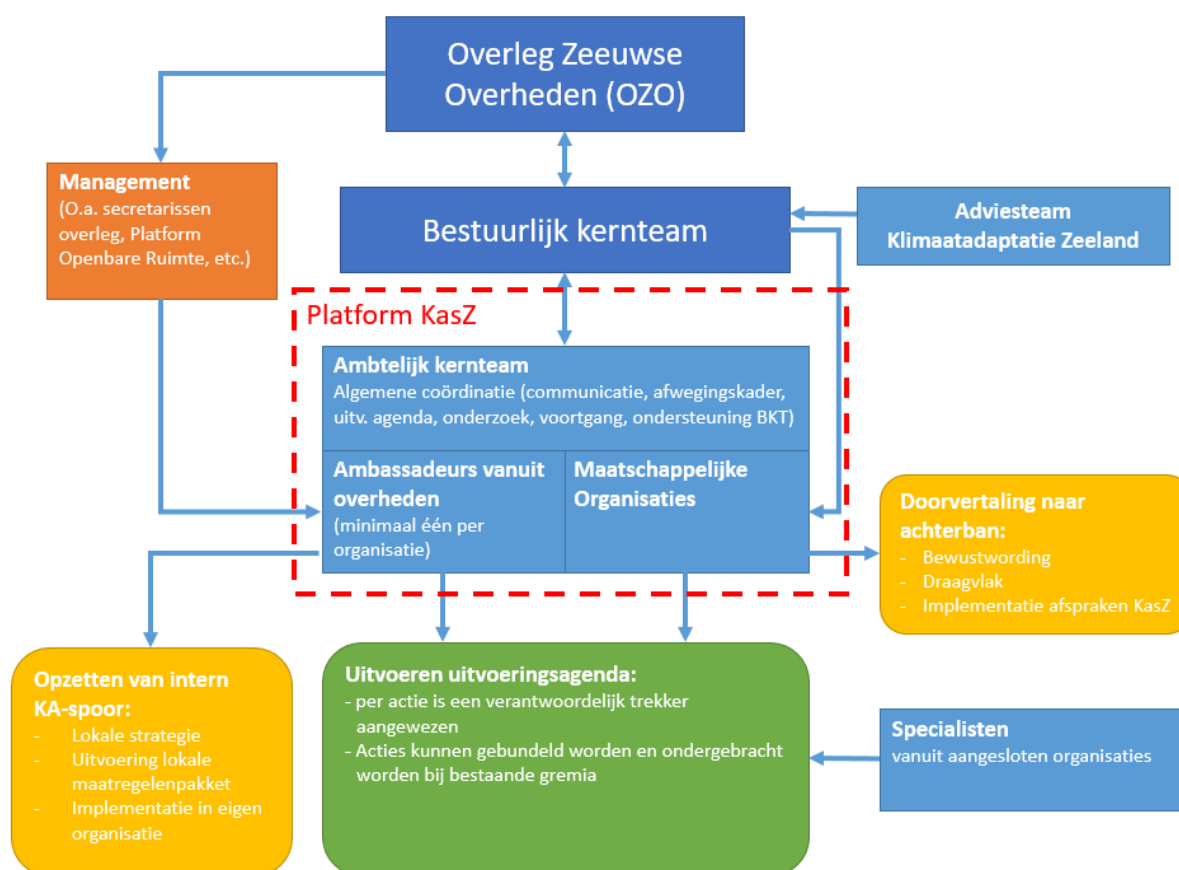 Overleg Zeeuwse
Overheden (OZO)
Management
(O.a. secretarissen
overleg, Platform
Openbare Ruimte, etc.)
Bestuurlijk kernteam
Adviesteam
Klimaatadaptatie Zeeland
Platform KasZ
Ambtelijk kernteam
Algemene coördinatie (communicatie, afwegingskader,
uitv. agenda, onderzoek, voortgang, ondersteuning BKT)
Ambassadeurs vanuit
overheden
(minimaal één per
organisatie)
Maatschappelijke
Organisaties
Doorvertaling naar
achterban:
- Bewustwording
- Draagvlak
- Implementatie afspraken KasZ
Opzetten van intern
KA-spoor:
- Lokale strategie
- Uitvoering lokale
maatregelenpakket
- Implementatie in eigen
organisatie
Uitvoeren uitvoeringsagenda:
- per actie is een verantwoordelijk trekker
aangewezen
- Acties kunnen gebundeld worden en ondergebracht
worden bij bestaande gremia
Specialisten
vanuit aangesloten organisaties